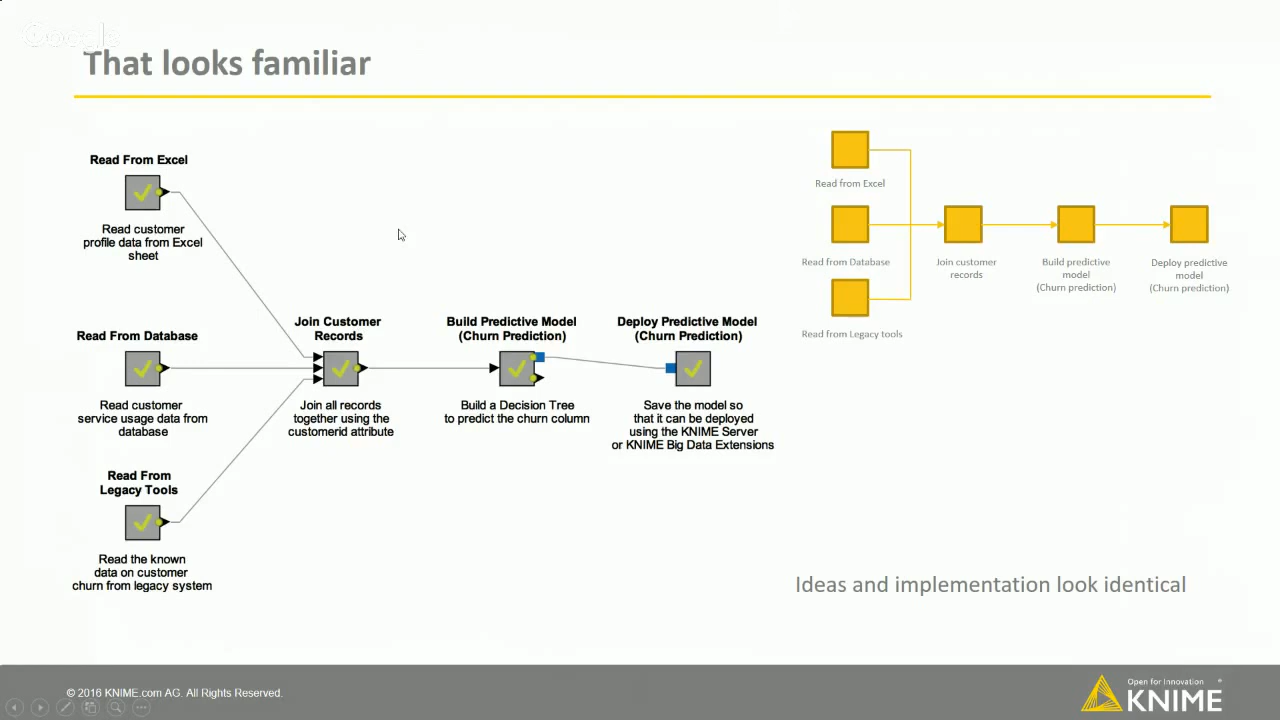 Google
That looks familiar
Read From Excel
Read customer
profile data from Excel
sheet
Read From Database
Read customer
service usage data from
database
Read From
Legacy Tools
Read the known
data on customer
churn from legacy system
Join Customer
Records
Join all records
together using the
customerid attribute
Build Predictive Model
(Churn Prediction)
Build a Decision Tree
to predict the churn column
Deploy Predictive Model
(Churn Prediction)
Save the model so
that it can be deployed
using the KNIME Server
or KNIME Big Data Extensions
Read from Excel
Read from Database
Read from Legacy tools
Join customer
records
Build predictive
model
(Churn prediction)
Deploy predictive
model
(Churn prediction)
Ideas and implementation look identical
© 2016 KNIME.com AG. All Rights Reserved.
Open for Innovation
KNIME